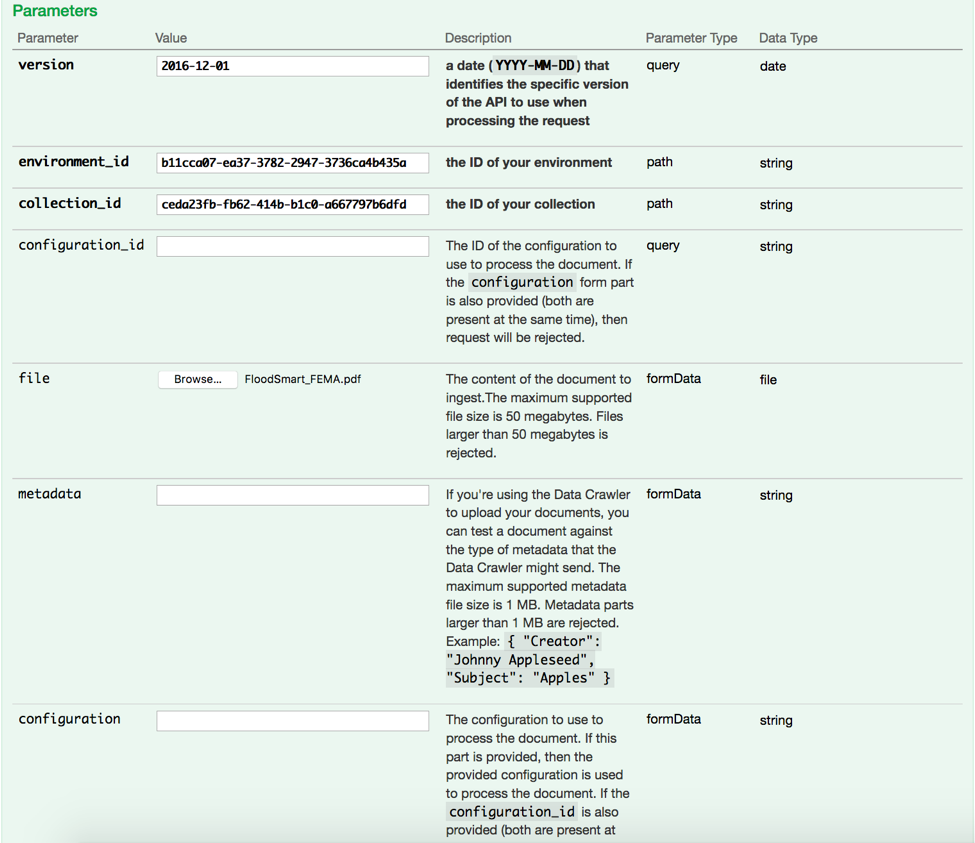 Parameters
Parameter Value Description Parameter Type Data Type
version 2016-12-01 a date (YYYY-MM-DD) that query date
identifies the specific version
of the API to use when
processing the request
environment_id b11cca07-ea37-3782-2947-3736ca4b435a the ID of your environment path string
collection_id ceda23fb-fb62-414b-b1c0-a667797b6dfd the ID of your collection path string
configuration_id The ID of the configuration to query string
use to process the document. If
the configuration form part
is also provided (both are
present at the same time), then
request will be rejected.
file Browse... FloodSmart_FEMA.pdf The content of the document to formData file
ingest.The maximum supported
file size is 50 megabytes. Files
larger than 50 megabytes is
rejected.
metadata If you're using the Data Crawler formData string
to upload your documents, you
can test a document against
the type of metadata that the
Data Crawler might send. The
maximum supported metadata
file size is 1 MB. Metadata parts
larger than 1 MB are rejected.
Example: { "Creator":
"Johnny Appleseed",
"Subject": "Apples" }
configuration The configuration to use to formData string
process the document. If this
part is provided, then the
provided configuration is used
to process the document. If the
configuration_id is also
provided (both are present at